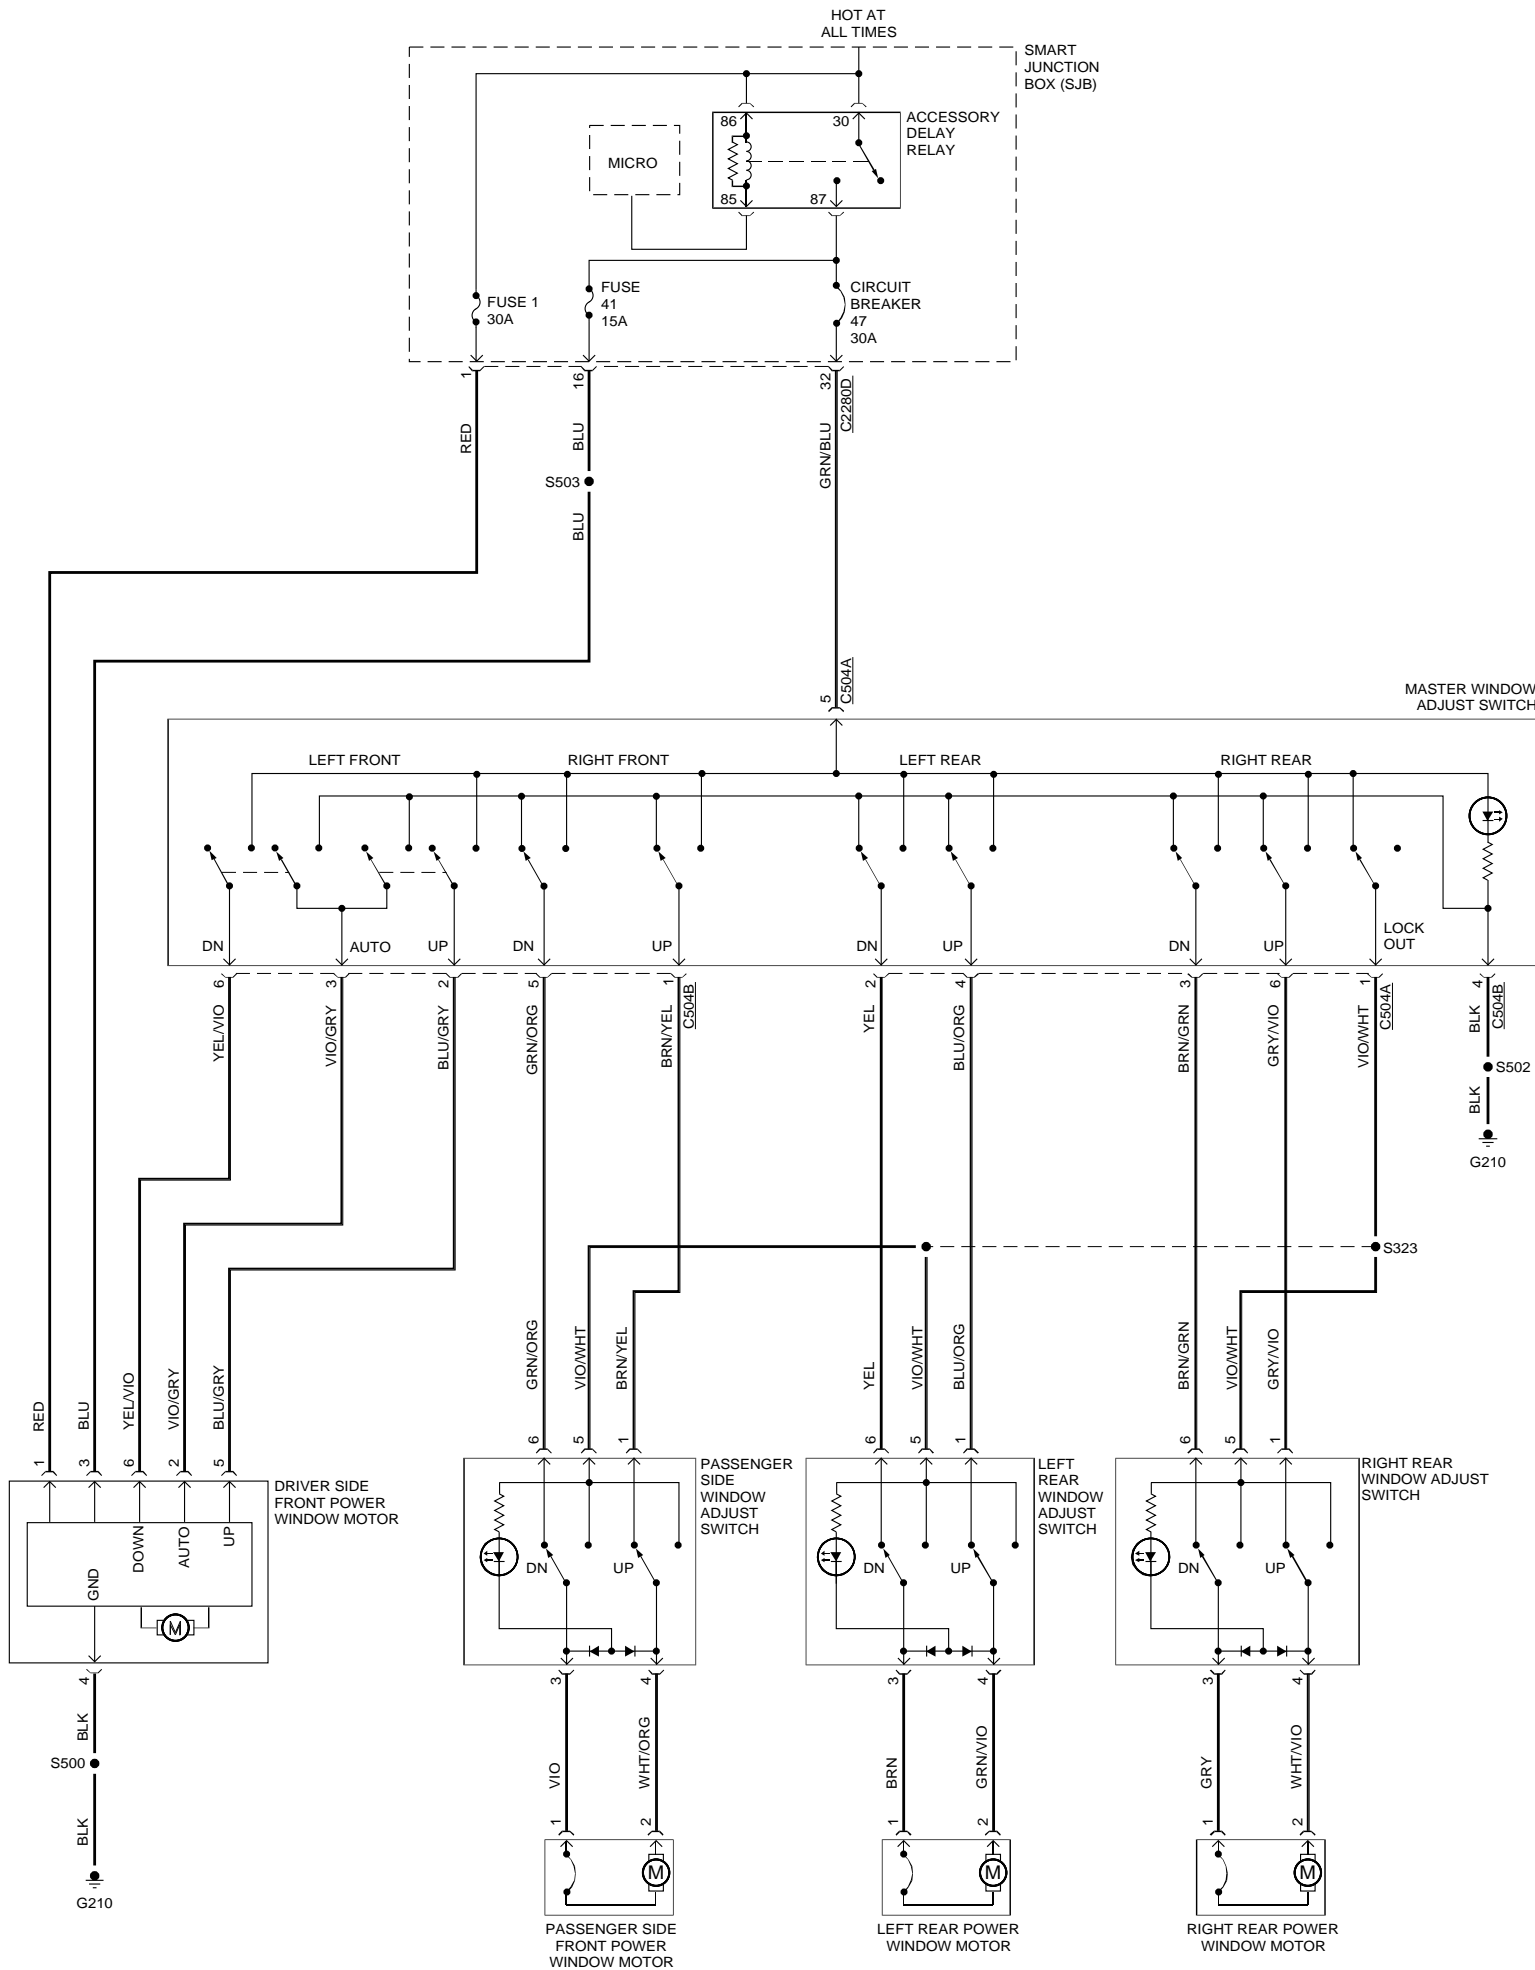 HOT AT
ALL TIMES
SMART
JUNCTION
BOX (SJB)
86
30
ACCESSORY
DELAY
RELAY
MICRO
85
87
FUSE 1
30A
FUSE
41
15A
CIRCUIT
BREAKER
47
30A
1
16
32
C2280D
RED
BLU
GRN/BLU
S503
BLU
5
C504A
MASTER WINDOW
ADJUST SWITCH
LEFT FRONT
RIGHT FRONT
LEFT REAR
RIGHT REAR
DN
AUTO
UP
DN
UP
DN
UP
DN
UP
LOCK
OUT
6
3
2
5
1
C504B
2
4
3
6
1
C504A
4
C504B
YEL/VIO
VIO/GRY
BLU/GRY
GRN/ORG
BRN/YEL
YEL
BLU/ORG
BRN/GRN
GRY/VIO
VIO/WHT
BLK
S502
BLK
G210
S323
RED
BLU
YEL/VIO
VIO/GRY
BLU/GRY
GRN/ORG
VIO/WHT
BRN/YEL
YEL
VIO/WHT
BLU/ORG
BRN/GRN
VIO/WHT
GRY/VIO
1
3
6
2
5
6
5
1
6
5
1
6
5
1
DRIVER SIDE
FRONT POWER
WINDOW MOTOR
PASSENGER
SIDE
WINDOW
ADJUST
SWITCH
LEFT
REAR
WINDOW
ADJUST
SWITCH
RIGHT REAR
WINDOW ADJUST
SWITCH
GND
DOWN
AUTO
UP
M
DN
UP
DN
UP
DN
UP
4
3
4
3
4
3
4
BLK
S500
BLK
G210
VIO
WHT/ORG
BRN
GRN/VIO
GRY
WHT/VIO
1
2
1
2
1
2
M
M
M
PASSENGER SIDE
FRONT POWER
WINDOW MOTOR
LEFT REAR POWER
WINDOW MOTOR
RIGHT REAR POWER
WINDOW MOTOR